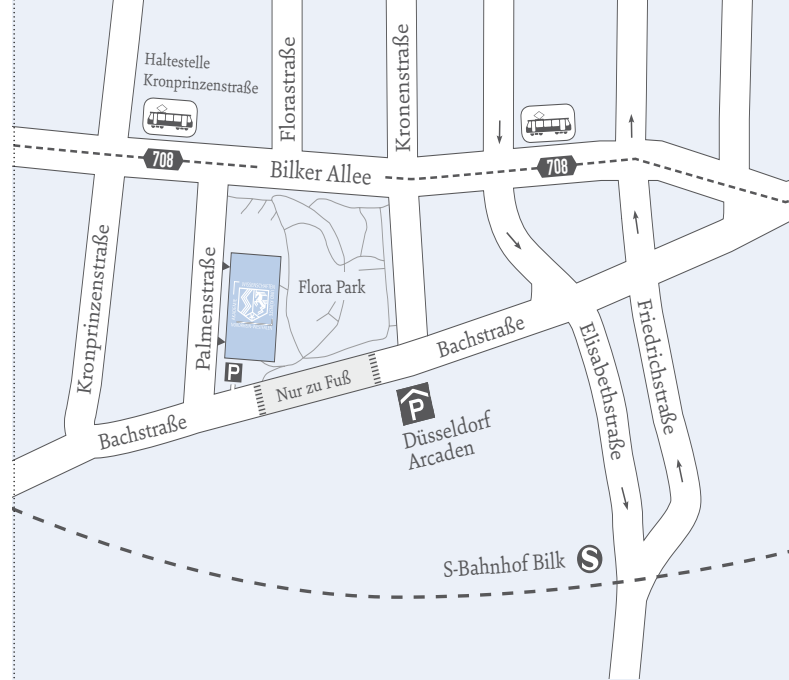 Haltestelle
Kronprinzenstraße
Florastraße
Kronenstraße
708
Bilker Allee
708
Kronprinzenstraße
Palmenstraße
Flora Park
P
Nur zu Fuß
Bachstraße
Bachstraße
P
Düsseldorf
Arcaden
Elisabethstraße
Friedrichstraße
S-Bahnhof Bilk
S